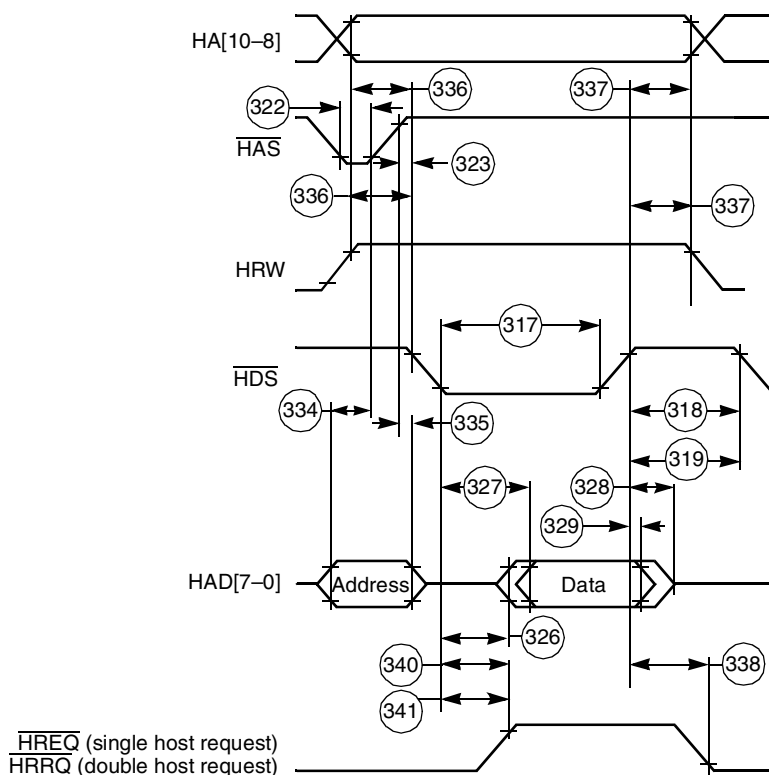 HA[10–8]
336
337
322
HAS
323
336
337
HRW
317
HDS
334
335
318
319
327
328
329
HAD[7–0]
Address
Data
326
340
338
341
HREQ (single host request)
HRRQ (double host request)